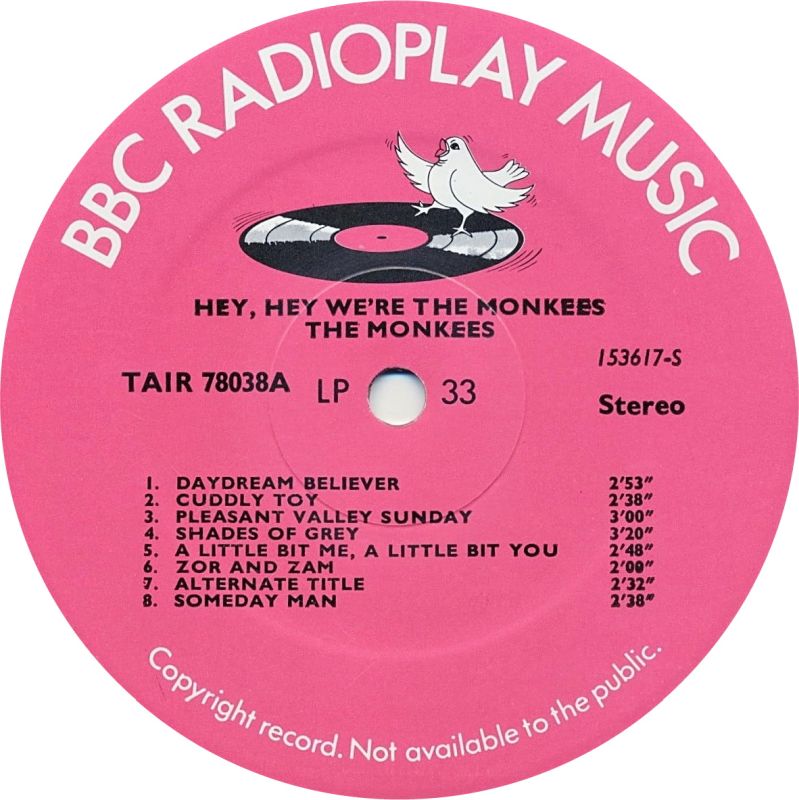 BBC RADIOPLAY MUSIC
HEY, HEY WE'RE THE MONKEES
THE MONKEES
153617-S
TAIR 78038A LP 33
Stereo
1. DAYDREAM BELIEVER 2'53"
2. CUDDLY TOY 2'38"
3. PLEASANT VALLEY SUNDAY 3'00"
4. SHADES OF GREY 3'20"
5. A LITTLE BIT ME, A LITTLE BIT YOU 2'48"
6. ZOR AND ZAM 2'00"
7. ALTERNATE TITLE 2'32"
8. SOMEDAY MAN 2'38"
Copyright record. Not available to the public.